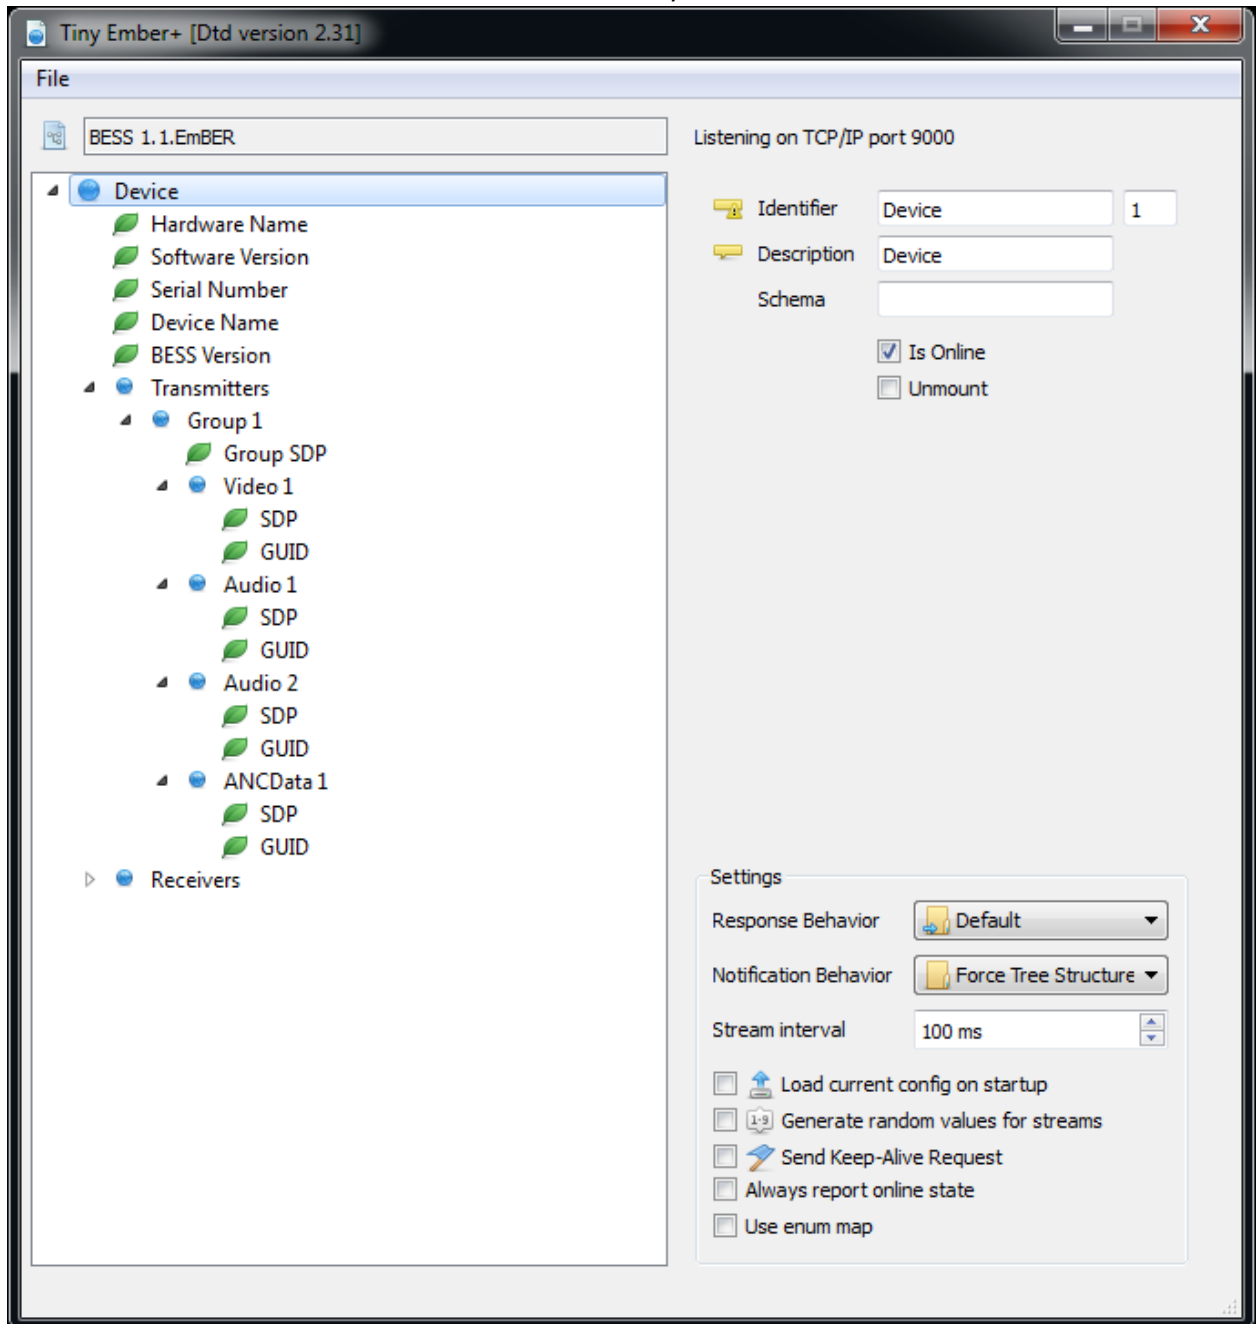 Tiny Ember+ [Dtd version 2.31]
File
BESS 1.1.EmBER
Listening on TCP/IP port 9000
Device
Hardware Name
Software Version
Serial Number
Device Name
BESS Version
Transmitters
Group 1
Group SDP
Video 1
SDP
GUID
Audio 1
SDP
GUID
Audio 2
SDP
GUID
ANCData 1
SDP
GUID
Receivers
Identifier Device 1
Description Device
Schema
Is Online
Unmount
Settings
Response Behavior Default
Notification Behavior Force Tree Structure
Stream interval 100 ms
Load current config on startup
1-9 Generate random values for streams
Send Keep-Alive Request
Always report online state
Use enum map